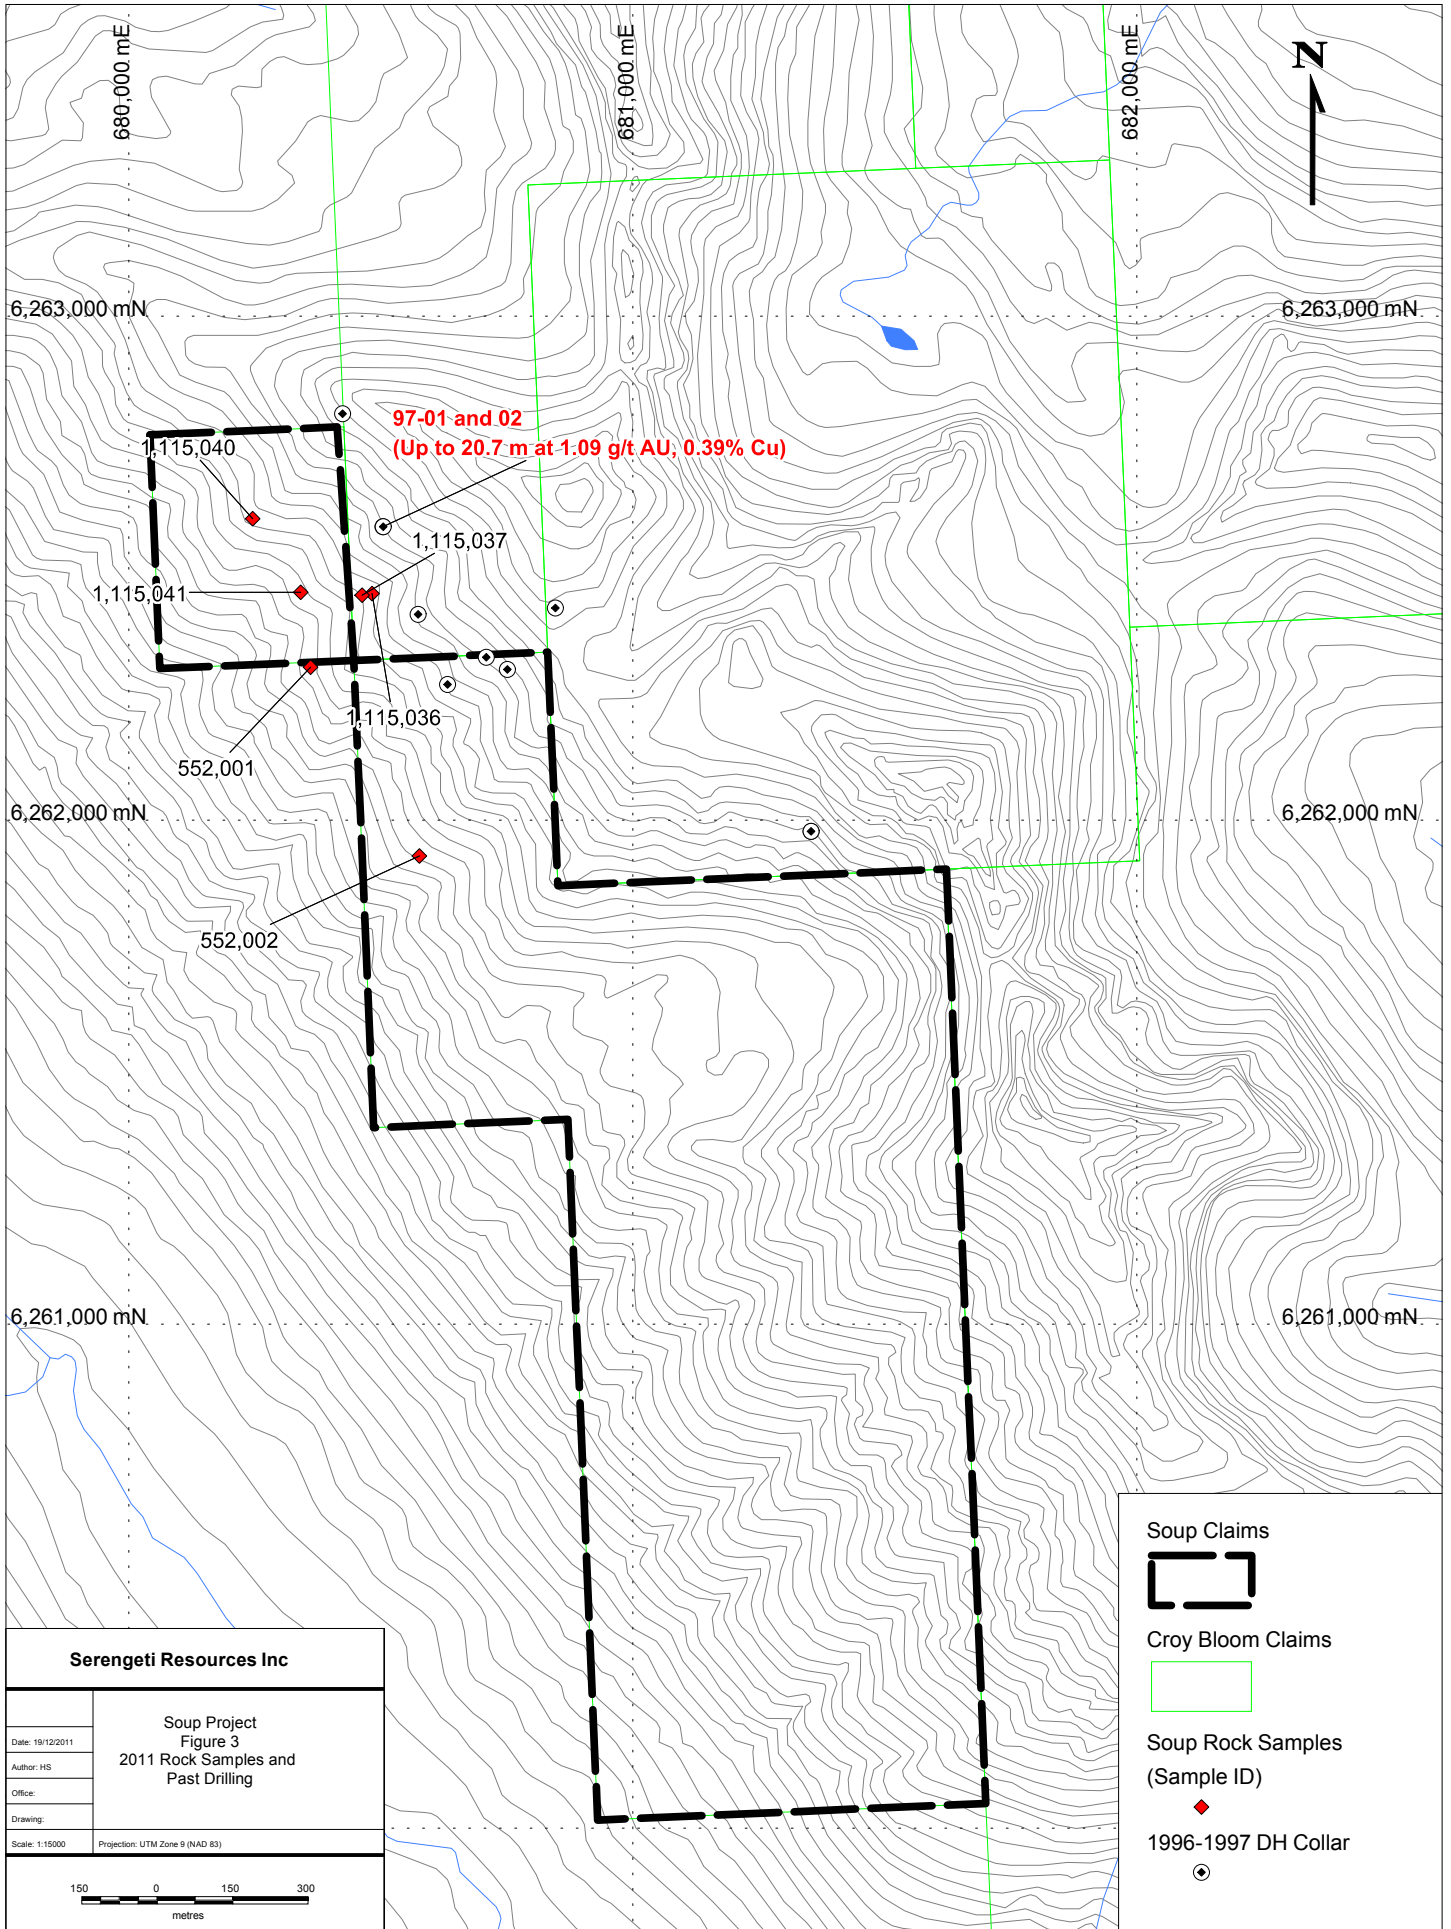 680,000 mE
681,000 mE
682,000 mE
N
6,263,000 mN
6,263,000 mN
97-01 and 02
(Up to 20.7 m at 1.09 g/t AU, 0.39% Cu)
1,115,040
1,115,037
1,115,041
1,115,036
552,001
6,262,000 mN
6,262,000 mN
552,002
6,261,000 mN
6,261,000 mN
Soup Claims
Croy Bloom Claims
Soup Rock Samples
(Sample ID)
1996-1997 DH Collar
Serengeti Resources Inc
Soup Project
Figure 3
2011 Rock Samples and
Past Drilling
Date: 19/12/2011
Author: HS
Office:
Drawing:
Scale: 1:15000
Projection: UTM Zone 9 (NAD 83)
150 0 150 300
metres